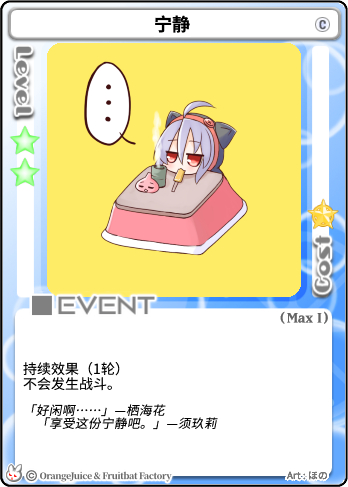 宁静
C
Level
Cost
EVENT
(Max 1)
持续效果（1轮）
不会发生战斗。
「好闲啊……」—栖海花
「享受这份宁静吧。」—须玖莉
© OrangeJuice & Fruitbat Factory
Art : ほの